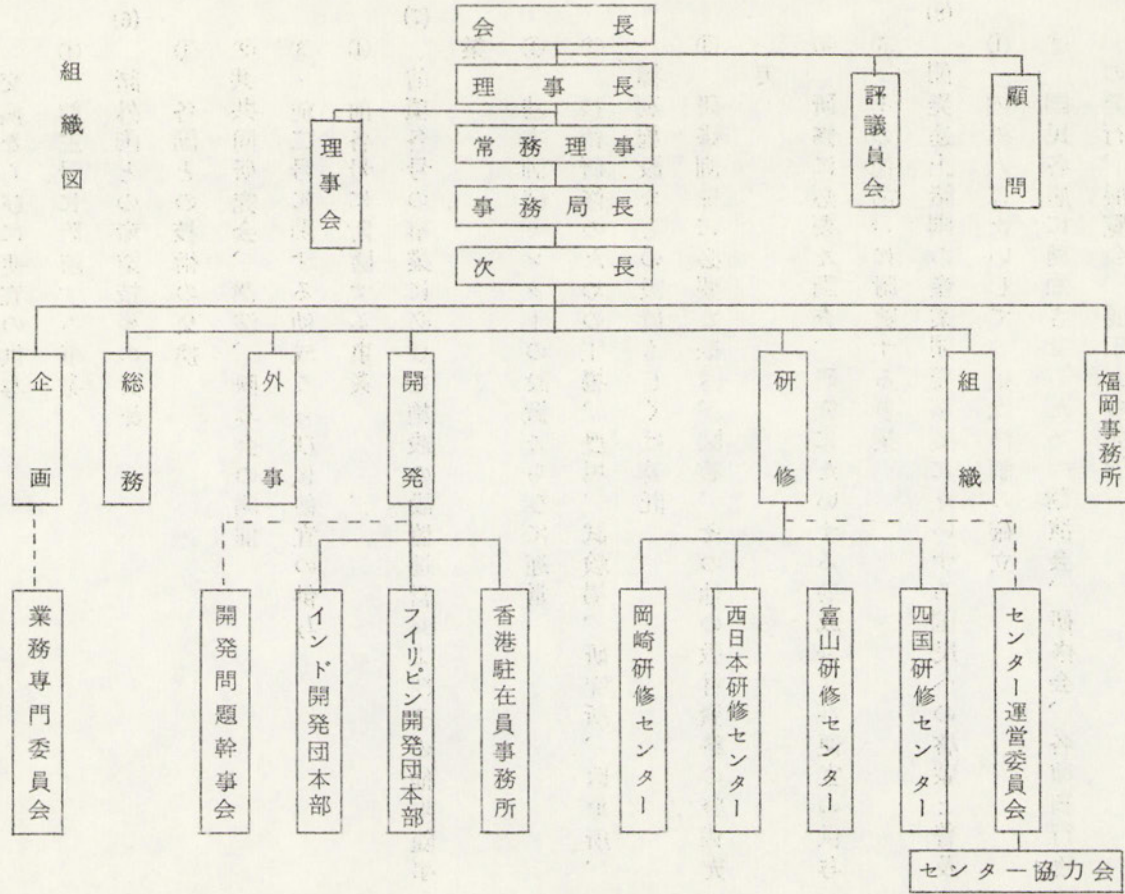 組織図
会長
理事長
常務理事
事務局長
次長
顧問
評議員会
理事会
福岡事務所
組織
研修
開発
外事
総務
企画
センター運営委員会
四国研修センター
富山研修センター
西日本研修センター
岡崎研修センター
香港駐在員事務所
フイリピン開発団本部
インド開発団本部
開発問題幹事会
業務専門委員会
センター協力会